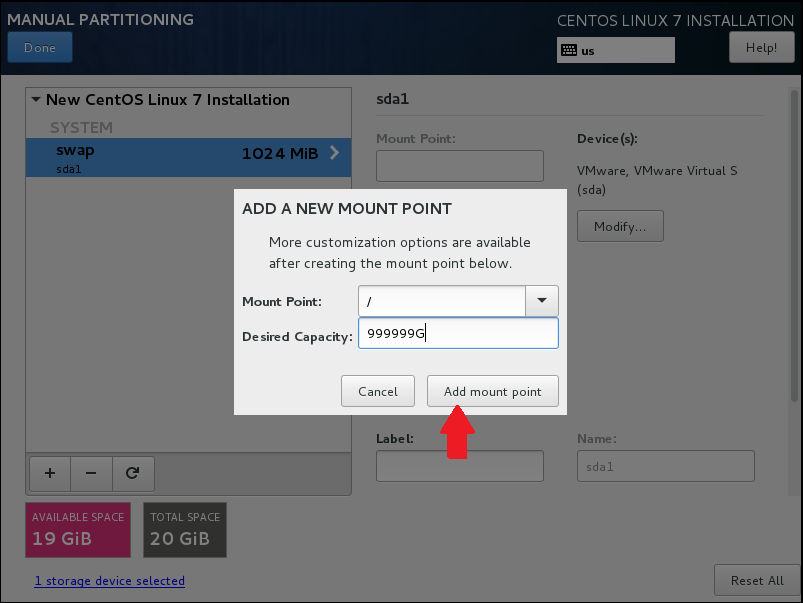 MANUAL PARTITIONING
CENTOS LINUX 7 INSTALLATION
Done
us
Help!
New CentOS Linux 7 Installation
SYSTEM
swap
1024 MiB
sda1
sda1
Mount Point:
Device(s):
VMware, VMware Virtual S
(sda)
Modify...
ADD A NEW MOUNT POINT
More customization options are available
after creating the mount point below.
Mount Point:
/
Desired Capacity:
999999G
Cancel
Add mount point
Label:
Name:
sda1
+
−
AVAILABLE SPACE
19 GiB
TOTAL SPACE
20 GiB
1 storage device selected
Reset All